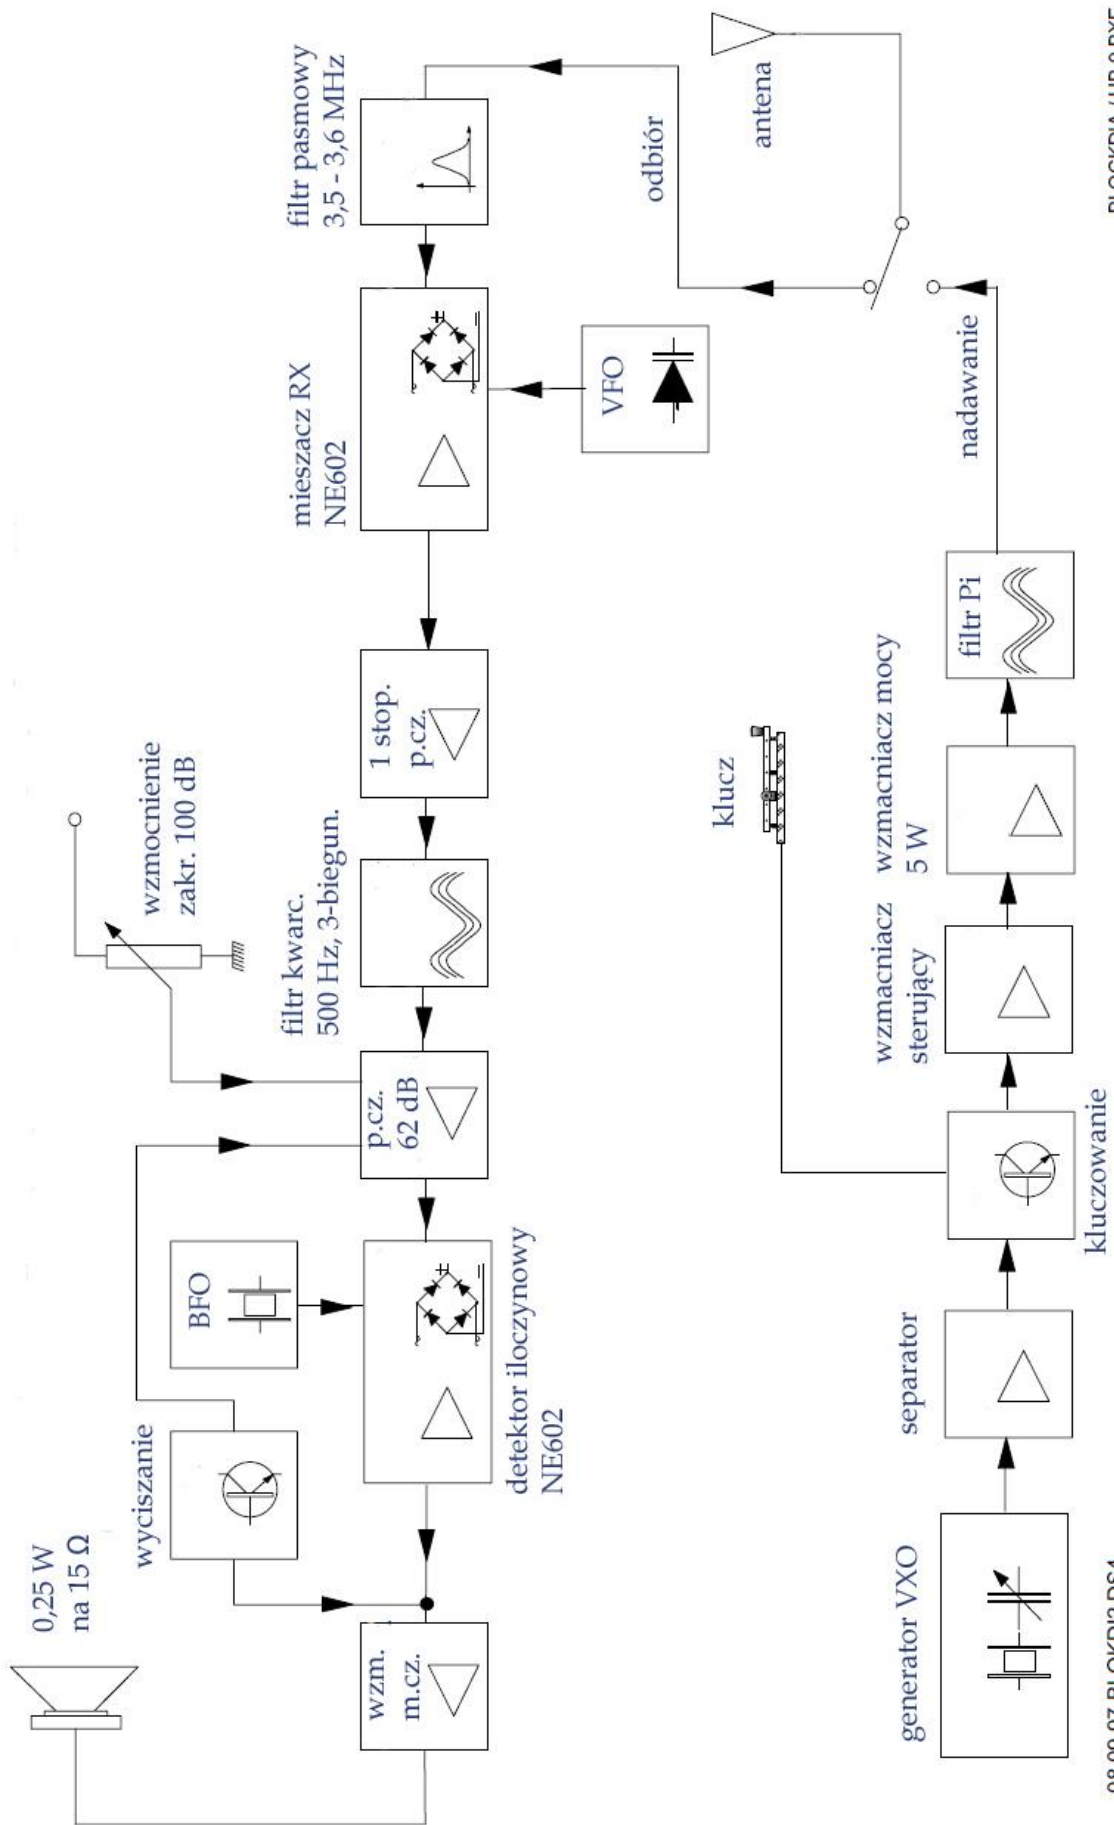 0,25 W
na 15 Ω
wyciszanie
BFO
wzmocnienie
zakr. 100 dB
wzm.
m.cz.
detektor iloczynowy
NE602
p.cz.
62 dB
filtr kwarc.
500 Hz, 3-biegun.
1 stop.
p.cz.
mieszacz RX
NE602
filtr pasmowy
3,5 - 3,6 MHz
VFO
odbiór
antena
nadawanie
klucz
generator VXO
separator
kluczowanie
wzmacniacz
sterujący
wzmacniacz mocy
5 W
filtr Pi